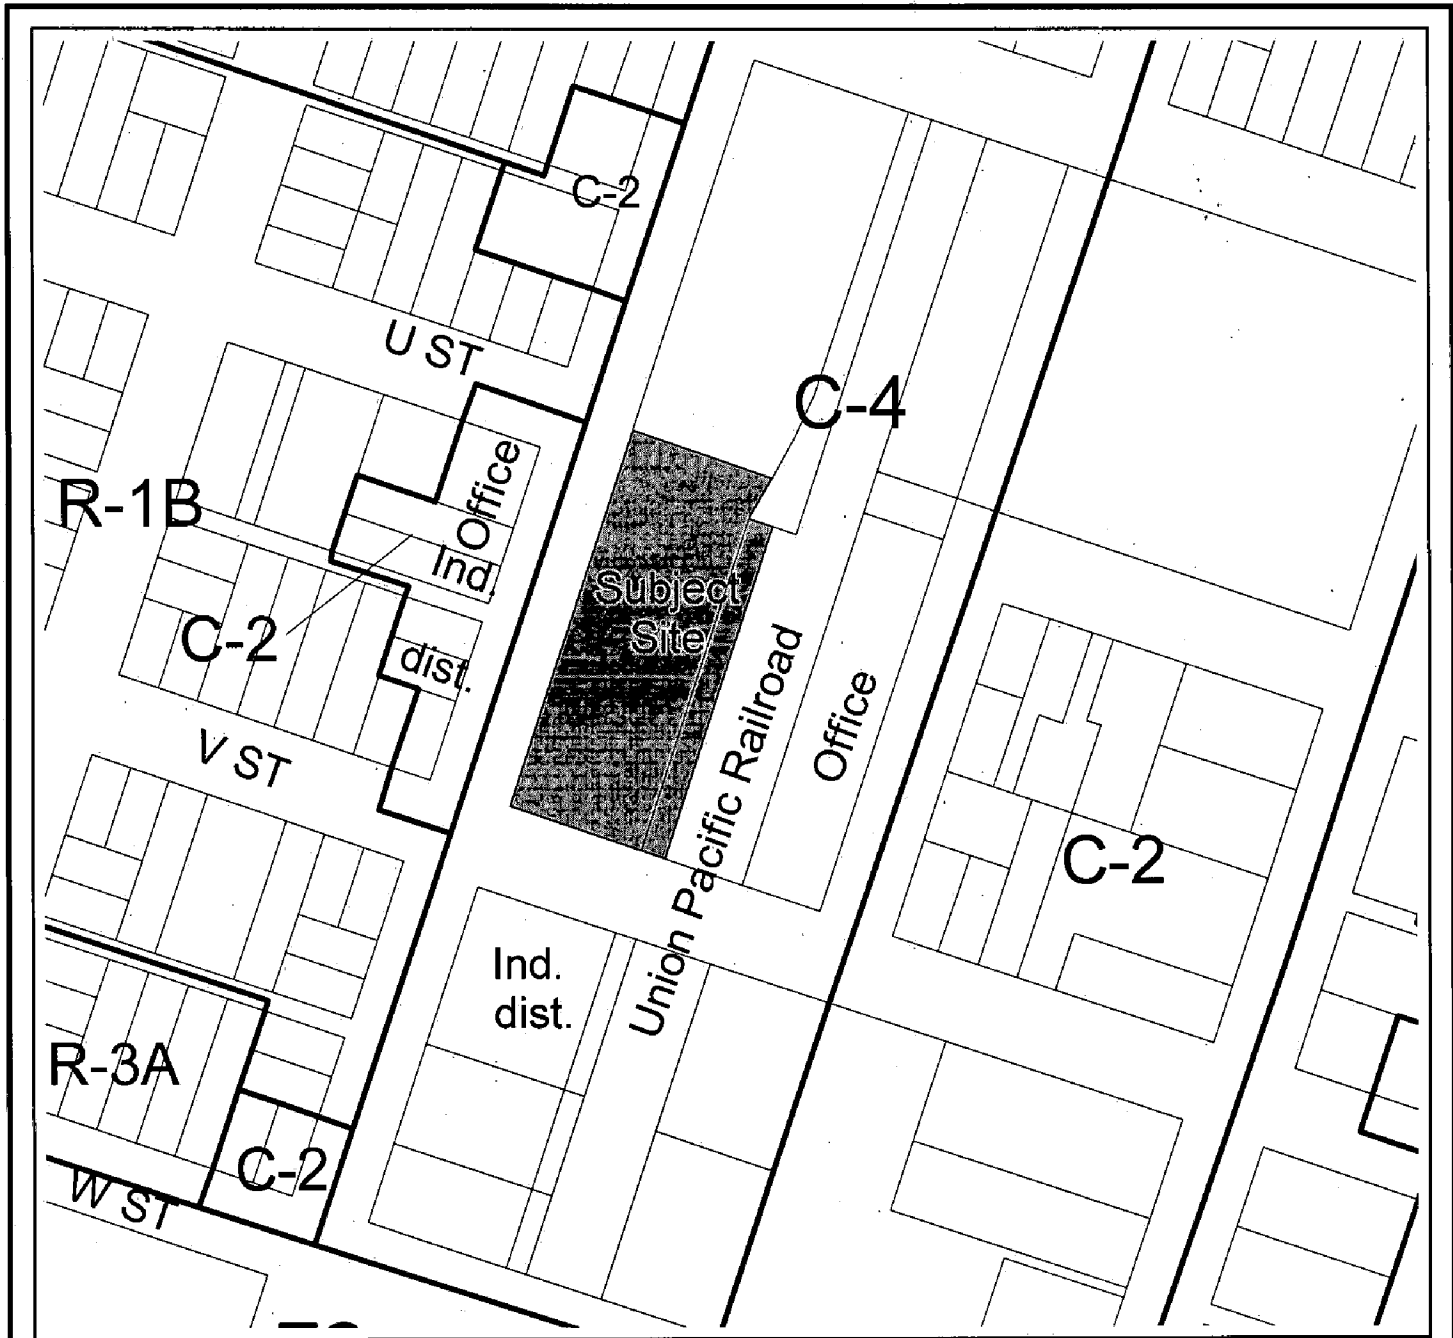 C-2
U ST
C-4
Office
R-1B
Ind.
Subject
Site
C-2
dist.
Union Pacific Railroad
Office
V ST
C-2
Ind.
dist.
R-3A
C-2
W ST